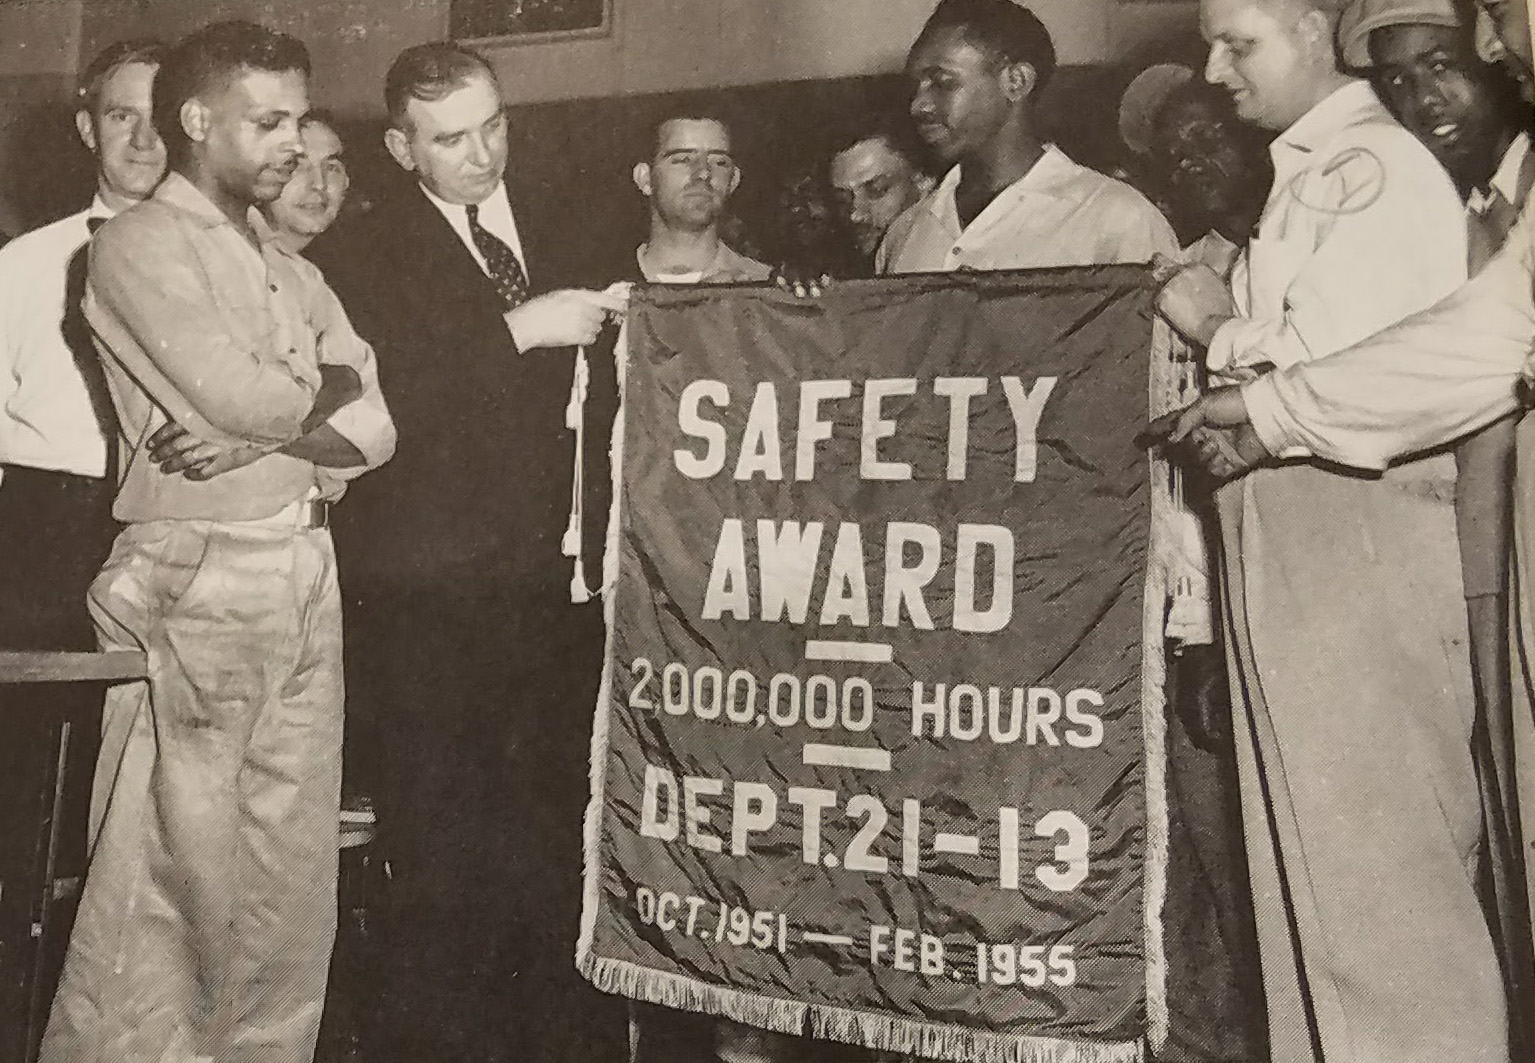 SAFETY
AWARD
2,000,000 HOURS
DEPT.21-13
OCT.1951 — FEB. 1955